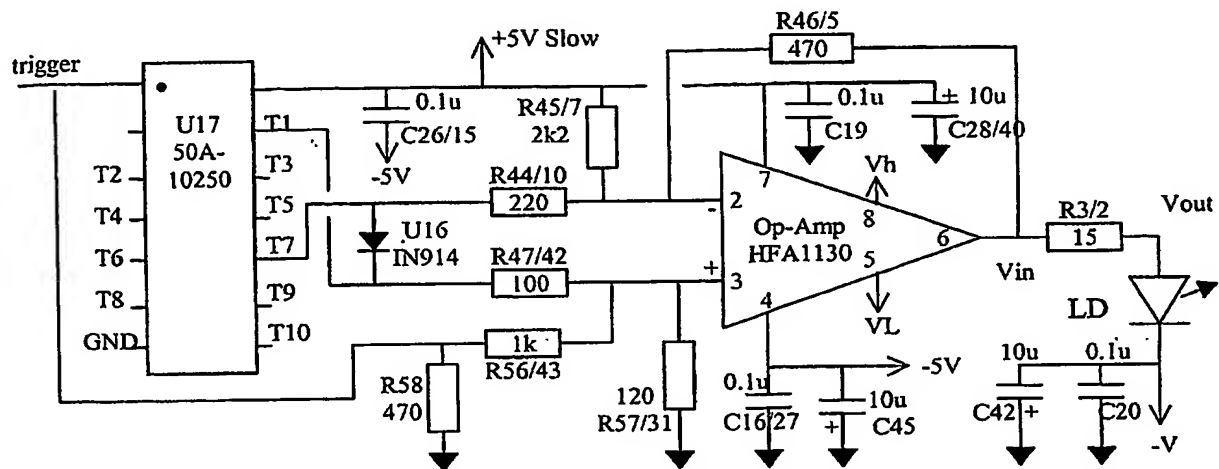 R46/5
470
+5V Slow
trigger
U17
50A-
10250
T1
T3
T5
T7
T9
T10
T2
T4
T6
T8
GND
0.1u
C26/15
-5V
R45/7
2k2
0.1u
C19
± 10u
C28/40
R44/10
220
U16
IN914
R47/42
100
R58
470
1k
R56/43
120
R57/31
2
-
+
3
7
Vh
8
Op-Amp
HFA1130
6
5
4
VL
-5V
0.1u
C16/27
10u
+
C45
R3/2
15
Vin
Vout
LD
10u
C42
+
0.1u
C20
-V